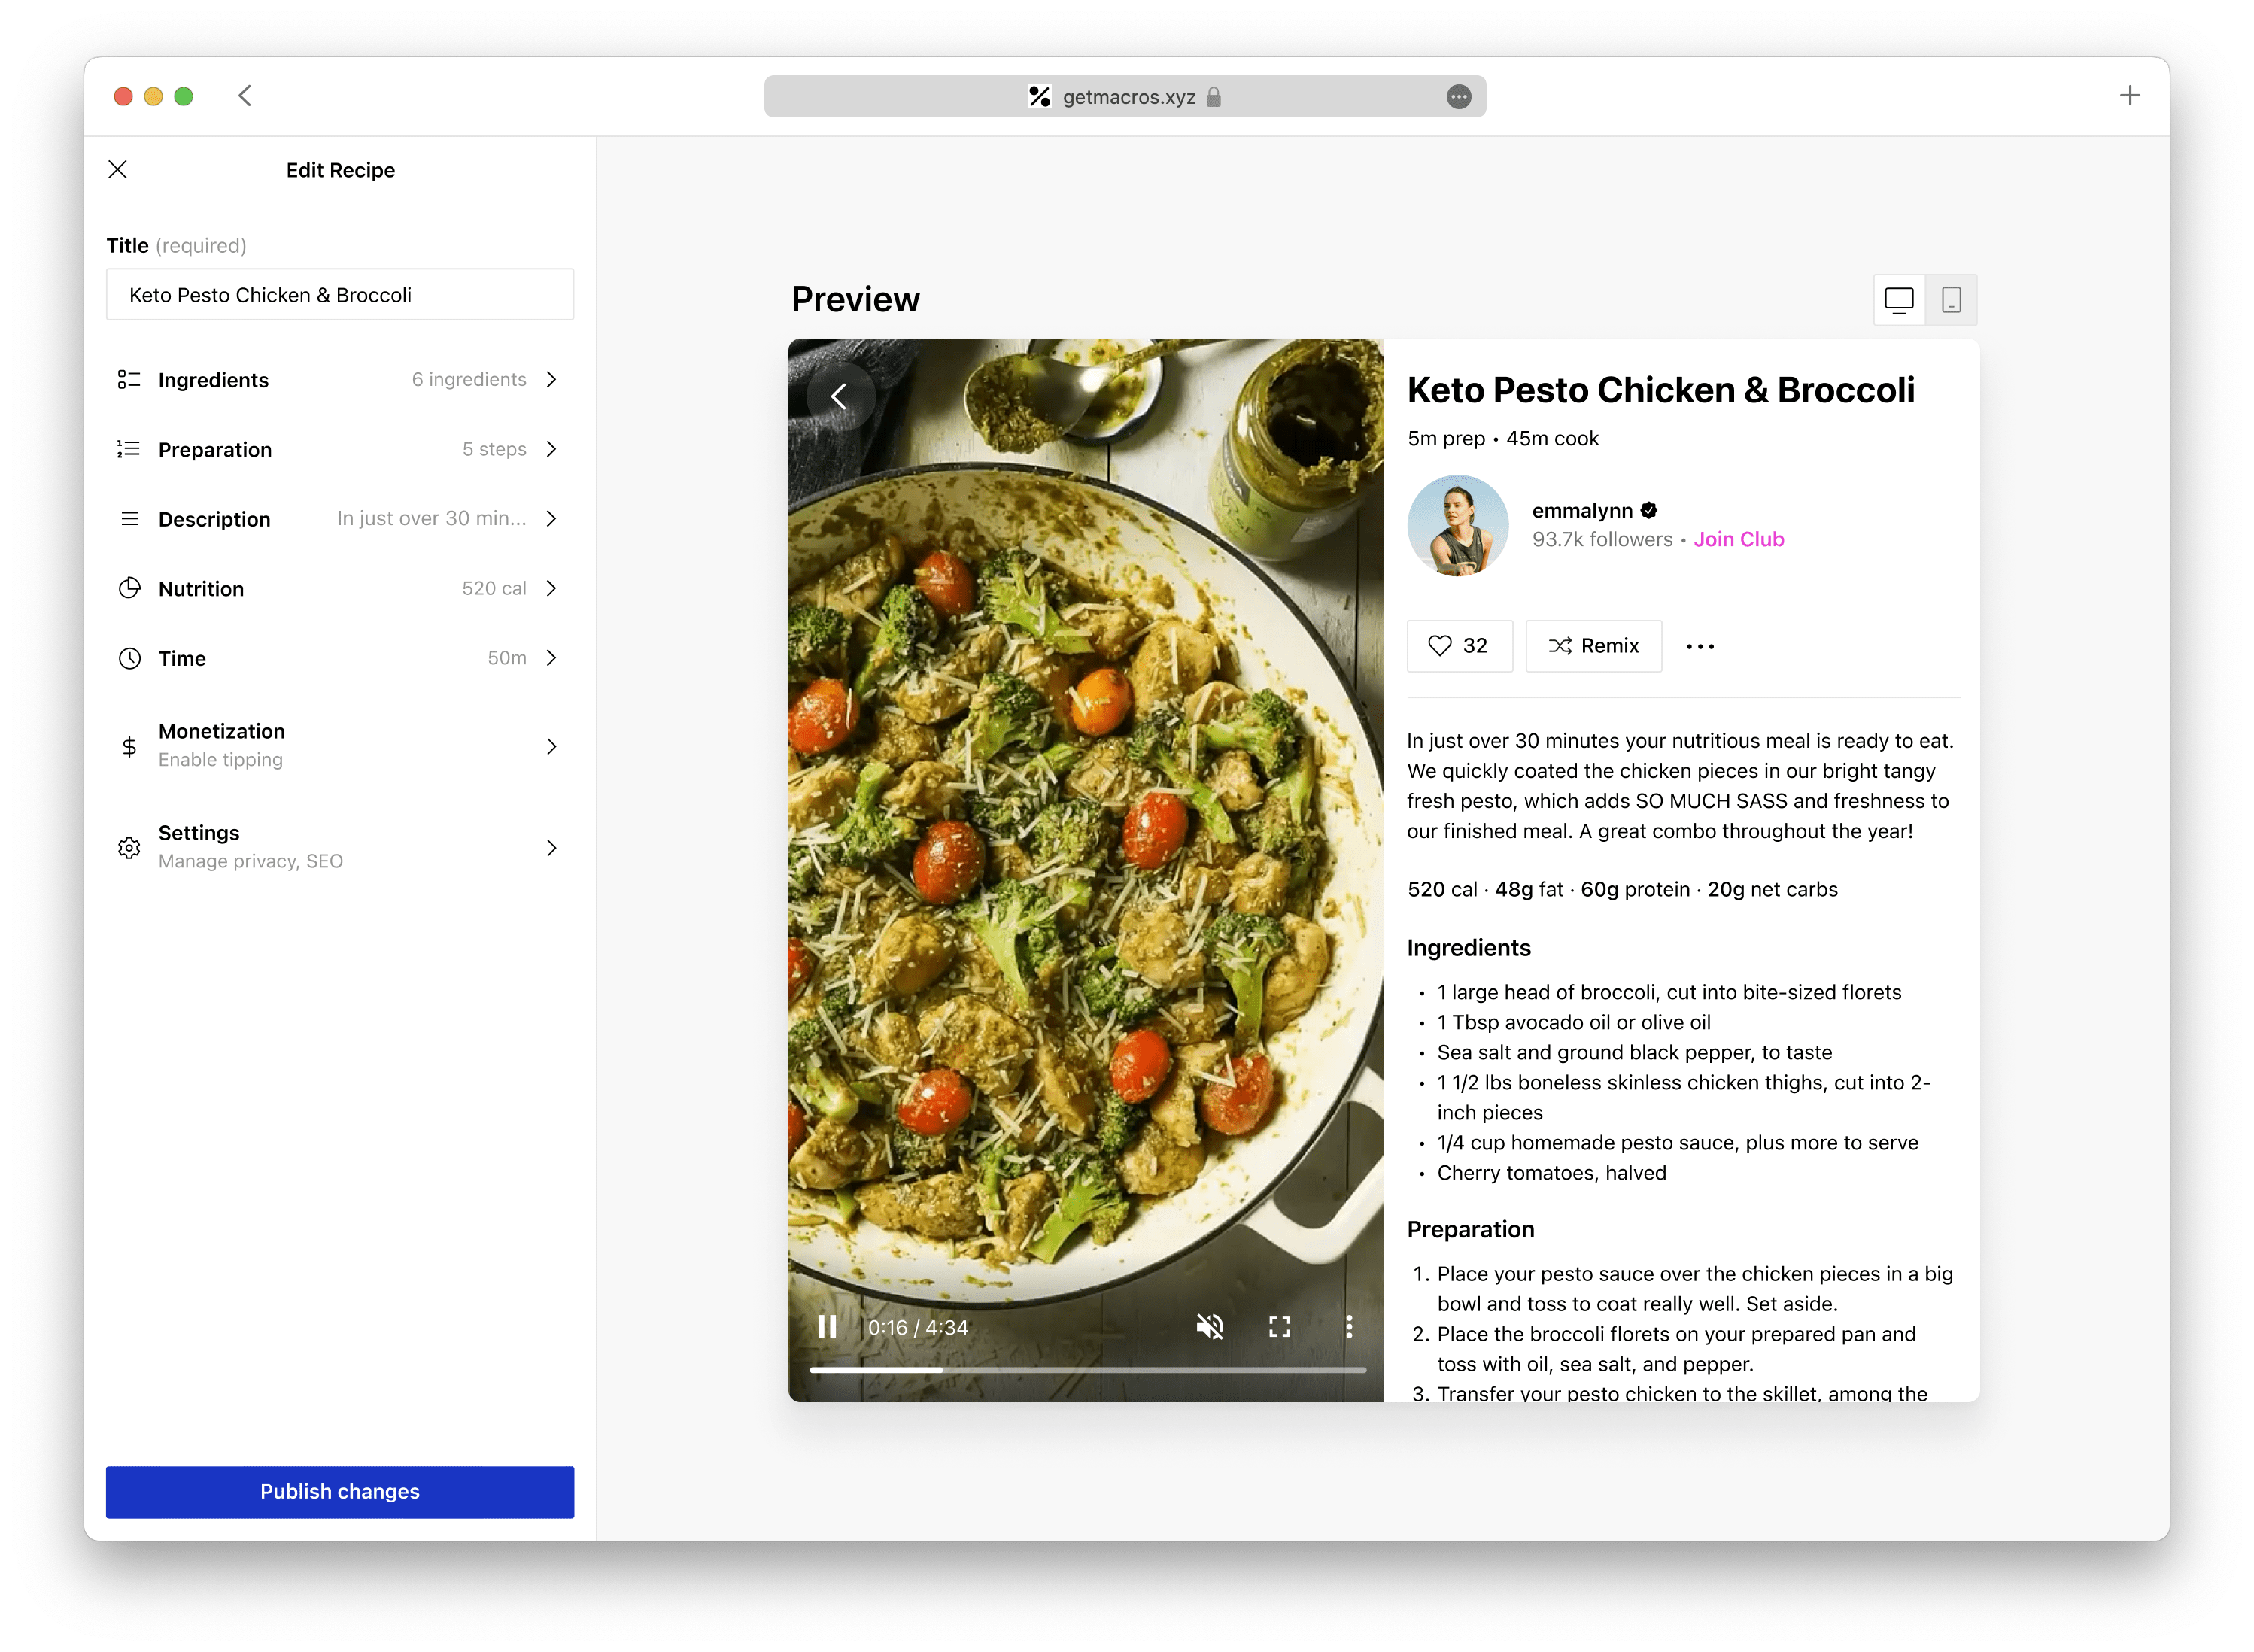 getmacros.xyz
Edit Recipe
Title (required)
Keto Pesto Chicken & Broccoli
Ingredients 6 ingredients
Preparation 5 steps
Description In just over 30 min...
Nutrition 520 cal
Time 50m
Monetization
Enable tipping
Settings
Manage privacy, SEO
Publish changes
Preview
0:16 / 4:34
Keto Pesto Chicken & Broccoli
5m prep • 45m cook
emmalynn
93.7k followers • Join Club
32 Remix
In just over 30 minutes your nutritious meal is ready to eat.
We quickly coated the chicken pieces in our bright tangy
fresh pesto, which adds SO MUCH SASS and freshness to
our finished meal. A great combo throughout the year!
520 cal · 48g fat · 60g protein · 20g net carbs
Ingredients
• 1 large head of broccoli, cut into bite-sized florets
• 1 Tbsp avocado oil or olive oil
• Sea salt and ground black pepper, to taste
• 1 1/2 lbs boneless skinless chicken thighs, cut into 2-
inch pieces
• 1/4 cup homemade pesto sauce, plus more to serve
• Cherry tomatoes, halved
Preparation
1. Place your pesto sauce over the chicken pieces in a big
bowl and toss to coat really well. Set aside.
2. Place the broccoli florets on your prepared pan and
toss with oil, sea salt, and pepper.
3. Transfer your pesto chicken to the skillet, among the